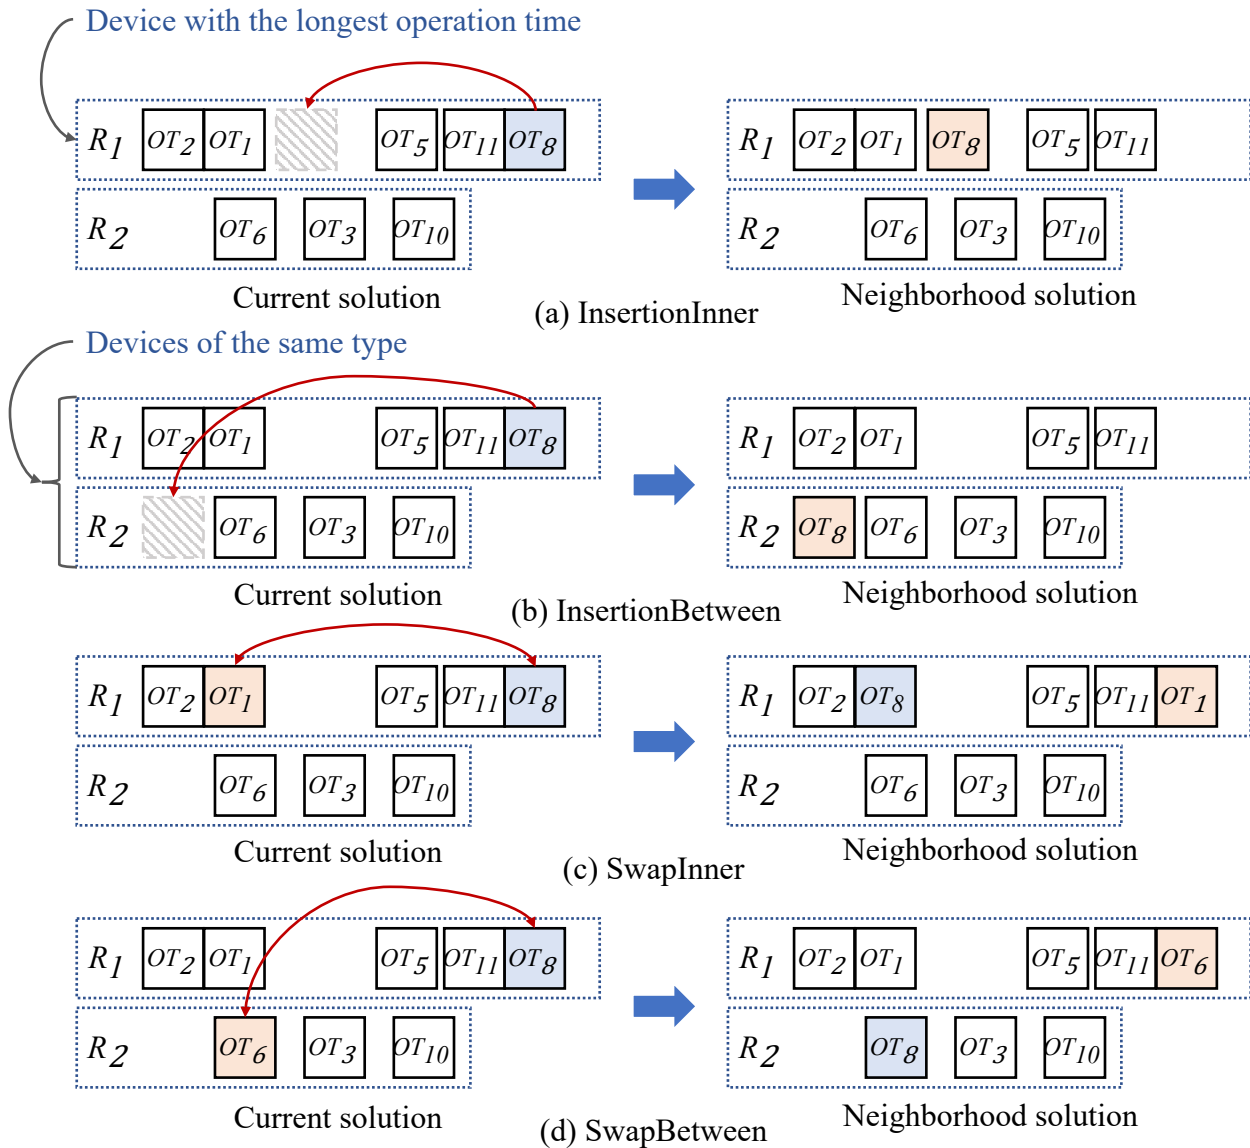 Device with the longest operation time
R1 OT2 OT1 OT5 OT11 OT8
R2 OT6 OT3 OT10
Current solution
R1 OT2 OT1 OT8 OT5 OT11
R2 OT6 OT3 OT10
Neighborhood solution
(a) InsertionInner
Devices of the same type
R1 OT2 OT1 OT5 OT11 OT8
R2 OT6 OT3 OT10
Current solution
R1 OT2 OT1 OT5 OT11
R2 OT8 OT6 OT3 OT10
Neighborhood solution
(b) InsertionBetween
R1 OT2 OT1 OT5 OT11 OT8
R2 OT6 OT3 OT10
Current solution
R1 OT2 OT8 OT5 OT11 OT1
R2 OT6 OT3 OT10
Neighborhood solution
(c) SwapInner
R1 OT2 OT1 OT5 OT11 OT8
R2 OT6 OT3 OT10
Current solution
R1 OT2 OT1 OT5 OT11 OT6
R2 OT8 OT3 OT10
Neighborhood solution
(d) SwapBetween